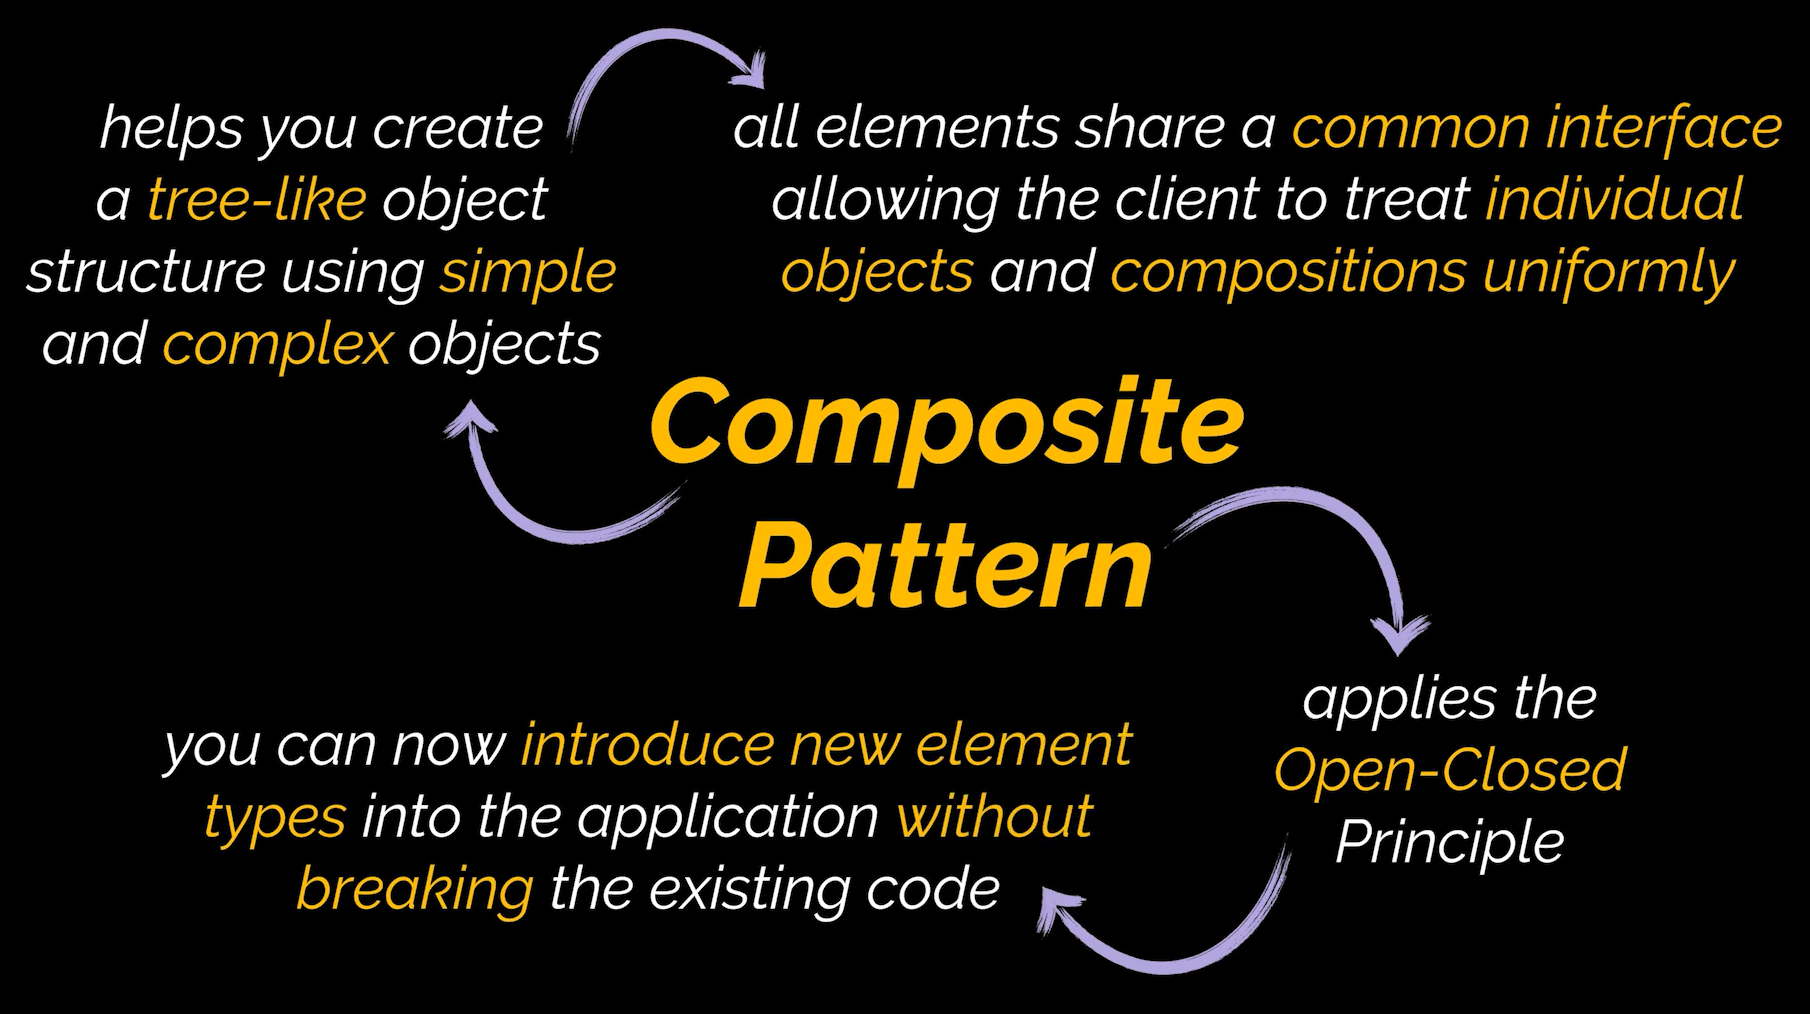 helps you create
a tree-like object
structure using simple
and complex objects
all elements share a common interface
allowing the client to treat individual
objects and compositions uniformly
Composite
Pattern
applies the
Open-Closed
Principle
you can now introduce new element
types into the application without
breaking the existing code